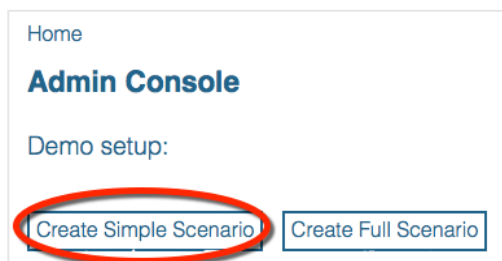 Home
Admin Console
Demo setup:
Create Simple Scenario Create Full Scenario